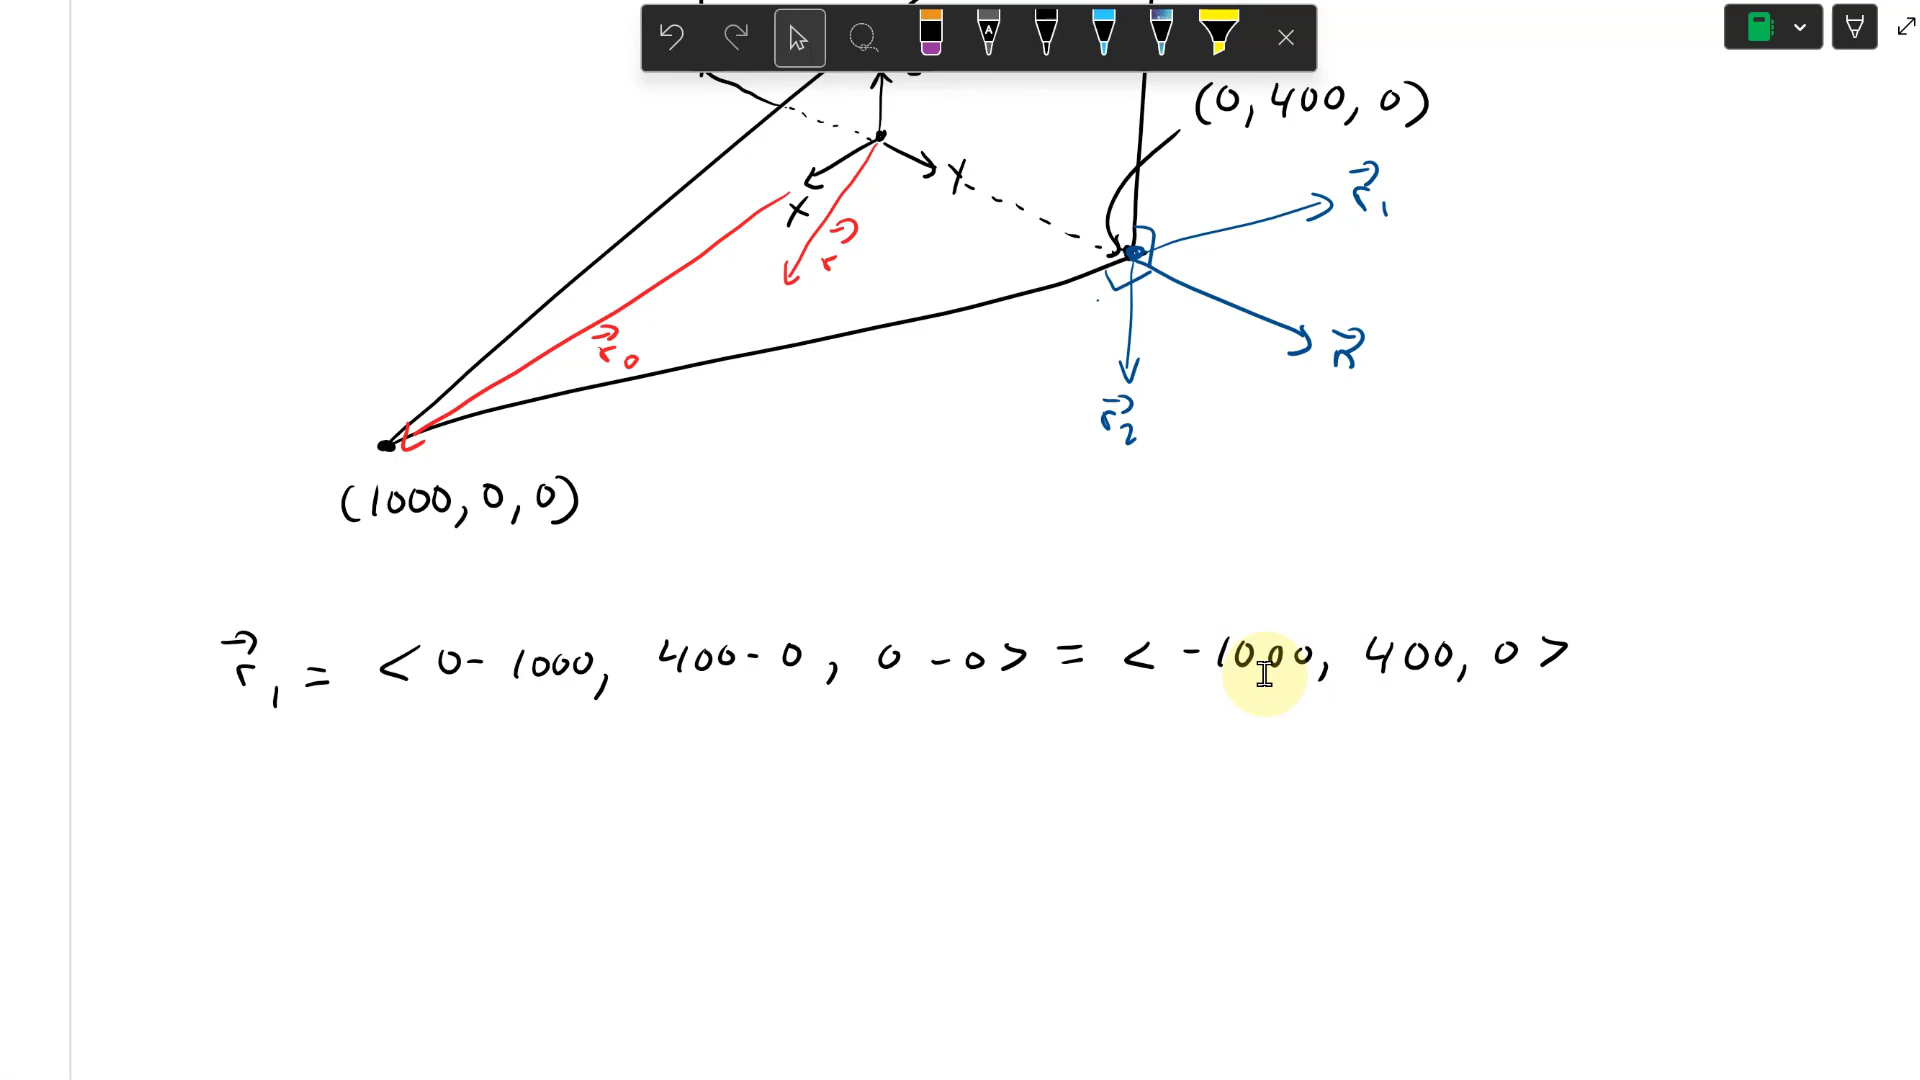 (0, 400, 0)
r⃗₁
Y
X
r⃗
r⃗₀
n⃗
r⃗₂
(1000, 0, 0)
r⃗₁ = < 0 - 1000, 400 - 0, 0 - 0 > = < -1000, 400, 0 >